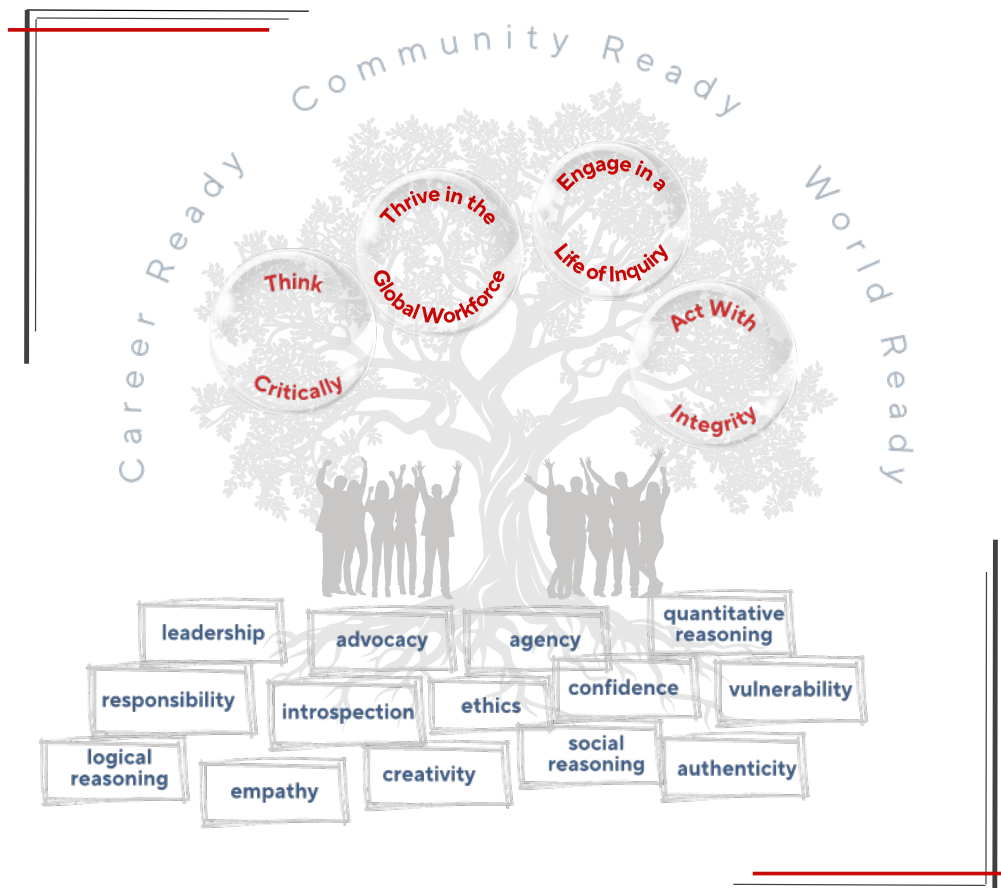 Career Ready
Community Ready
World Ready
Think
Critically
Thrive in the
Global Workforce
Engage in a
Life of Inquiry
Act With
Integrity
leadership
advocacy
agency
quantitative
reasoning
responsibility
introspection
ethics
confidence
vulnerability
logical
reasoning
empathy
creativity
social
reasoning
authenticity